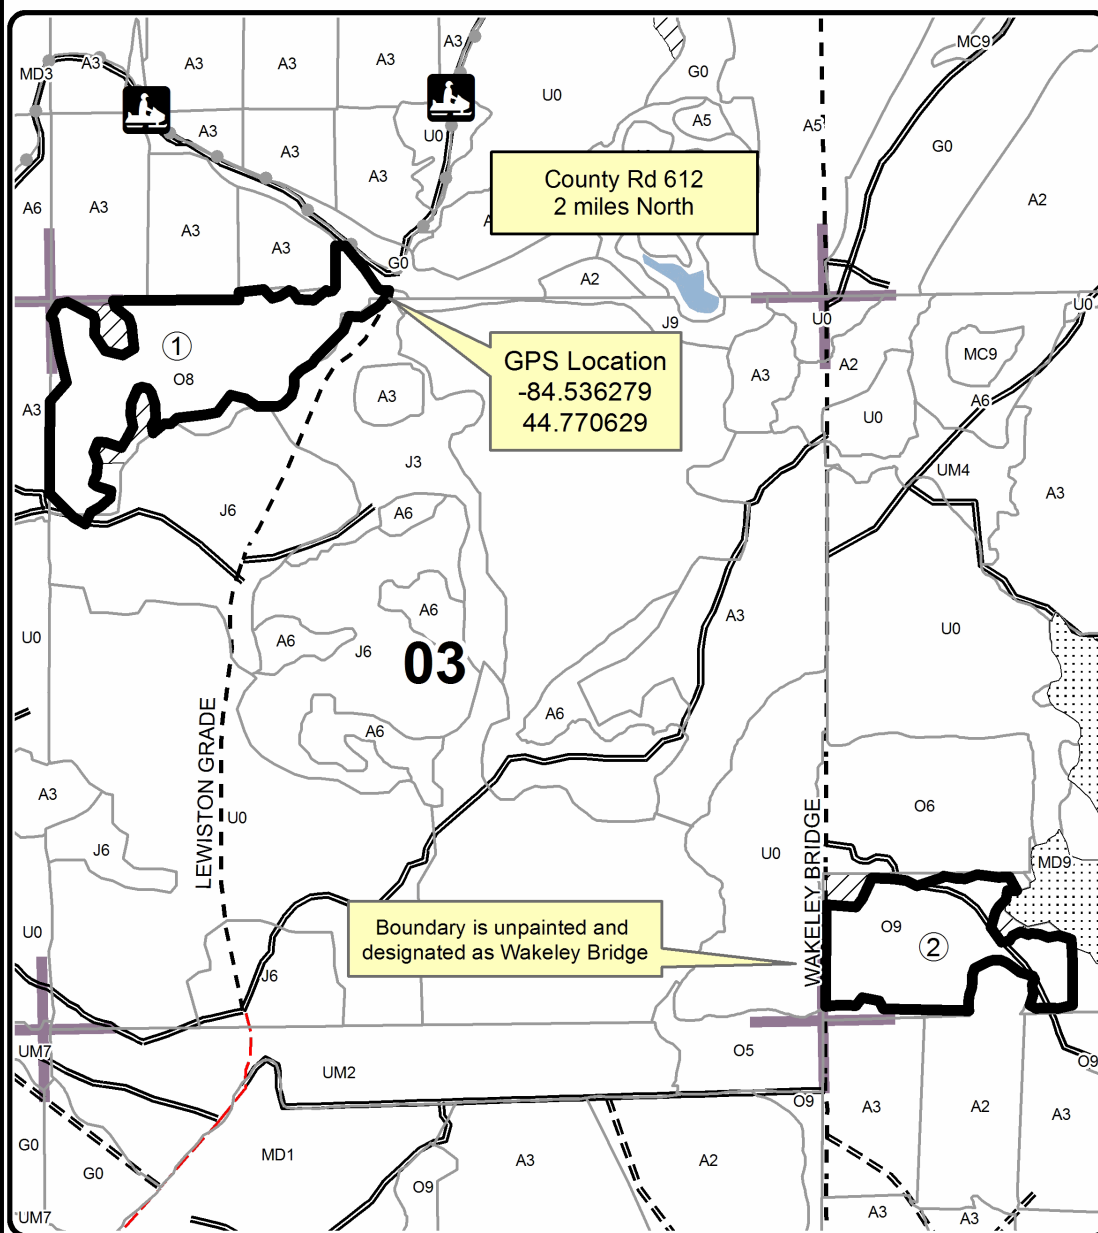 A3
MC9
MD3
A3
A3
A3
A3
G0
U0
A5
A5
A3
U0
G0
A3
A3
County Rd 612
2 miles North
A6
A3
A3
A3
A2
G0
A2
U0
J9
U0
1
GPS Location
-84.536279
44.770629
MC9
A2
A3
O8
A3
A6
A3
U0
J3
UM4
A3
J6
A6
A6
A3
U0
A6
J6
U0
03
A6
A6
LEWISTON GRADE
A3
U0
O6
WAKELEY BRIDGE
J6
U0
MD9
Boundary is unpainted and
designated as Wakeley Bridge
O9
2
U0
J6
UM7
O5
O9
UM2
O9
A3
A2
A3
G0
MD1
A3
A2
G0
O9
UM7
A3
A3